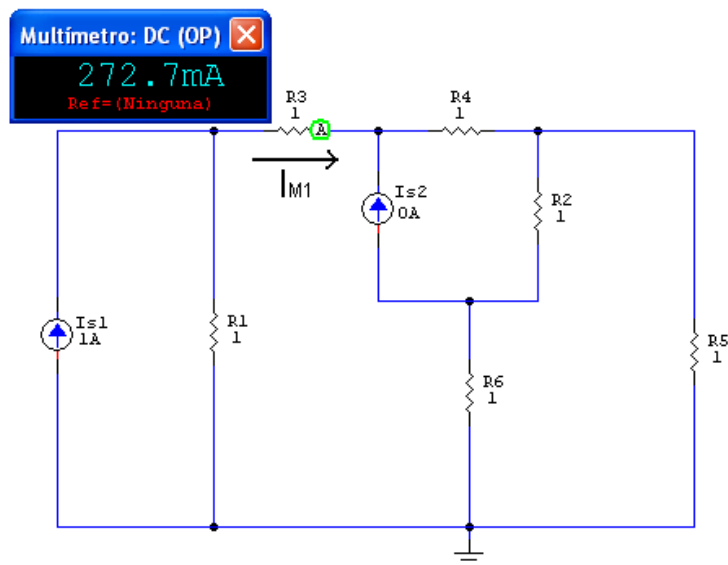 Multímetro: DC (OP)
272.7mA
Ref=(Ninguna)
R3
1
A
R4
1
IM1
Is2
0A
R2
1
Is1
1A
R1
1
R6
1
R5
1